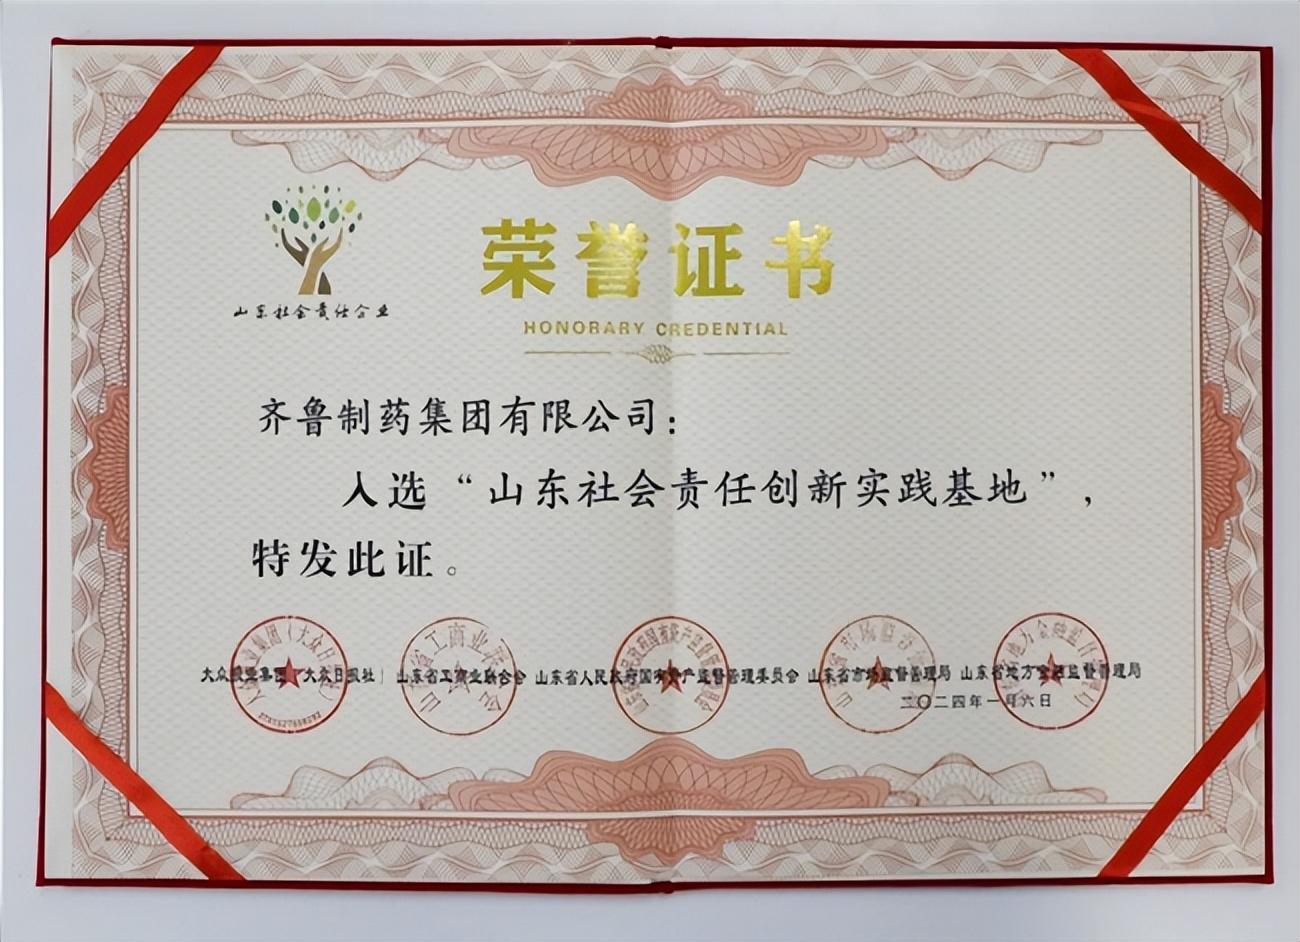 山东社会责任企业
荣誉证书
HONORARY CREDENTIAL
齐鲁制药集团有限公司：
入选“山东社会责任创新实践基地”，
特发此证。
大众报业集团（大众日报社） 山东省工商业联合会 山东省人民政府国有资产监督管理委员会 山东省市场监督管理局 山东省地方金融监督管理局
二〇二四年一月六日